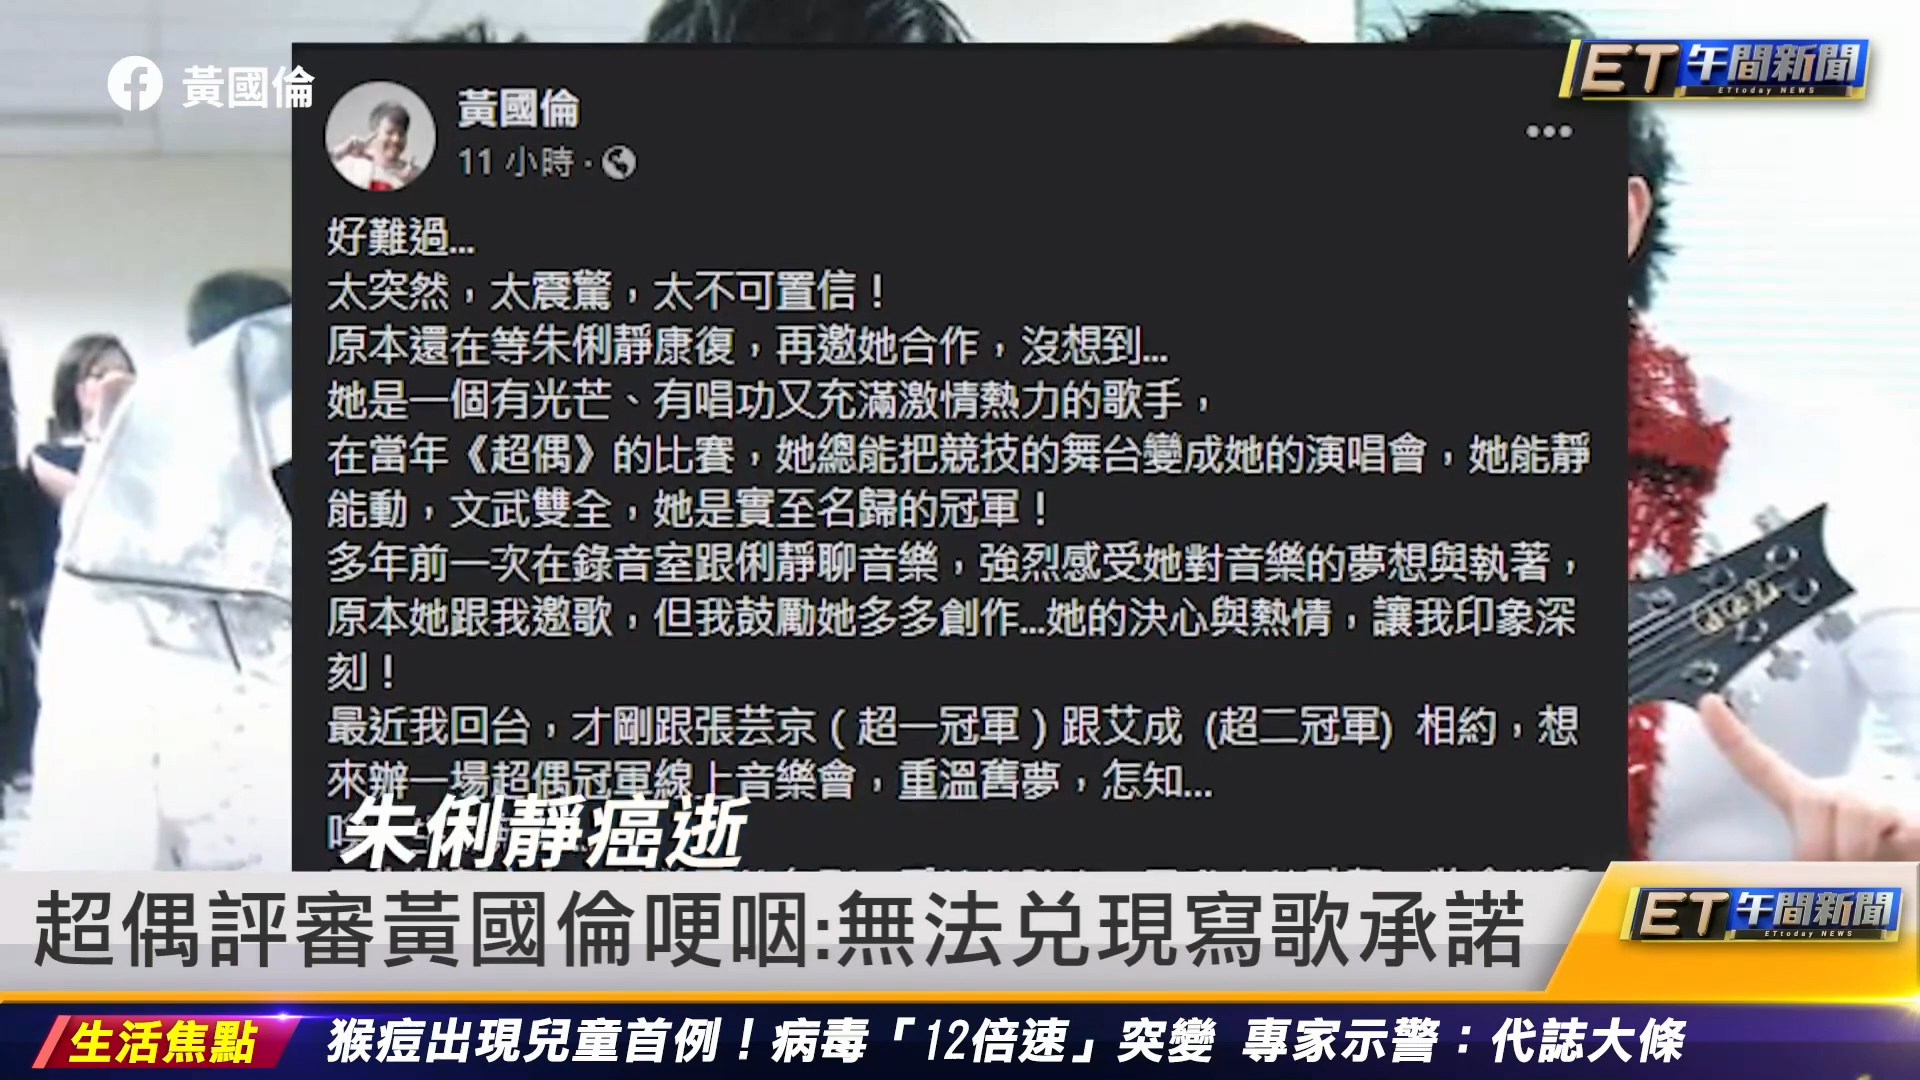 黃國倫
ET午間新聞
ETtoday NEWS
黃國倫
11 小時
好難過...
太突然，太震驚，太不可置信！
原本還在等朱俐靜康復，再邀她合作，沒想到...
她是一個有光芒、有唱功又充滿激情熱力的歌手，
在當年《超偶》的比賽，她總能把競技的舞台變成她的演唱會，她能靜
能動，文武雙全，她是實至名歸的冠軍！
多年前一次在錄音室跟俐靜聊音樂，強烈感受她對音樂的夢想與執著，
原本她跟我邀歌，但我鼓勵她多多創作...她的決心與熱情，讓我印象深
刻！
最近我回台，才剛跟張芸京（超一冠軍）跟艾成 (超二冠軍) 相約，想
來辦一場超偶冠軍線上音樂會，重溫舊夢，怎知...
朱俐靜癌逝
超偶評審黃國倫哽咽:無法兌現寫歌承諾
ET午間新聞
ETtoday NEWS
生活焦點
猴痘出現兒童首例！病毒「12倍速」突變 專家示警：代誌大條